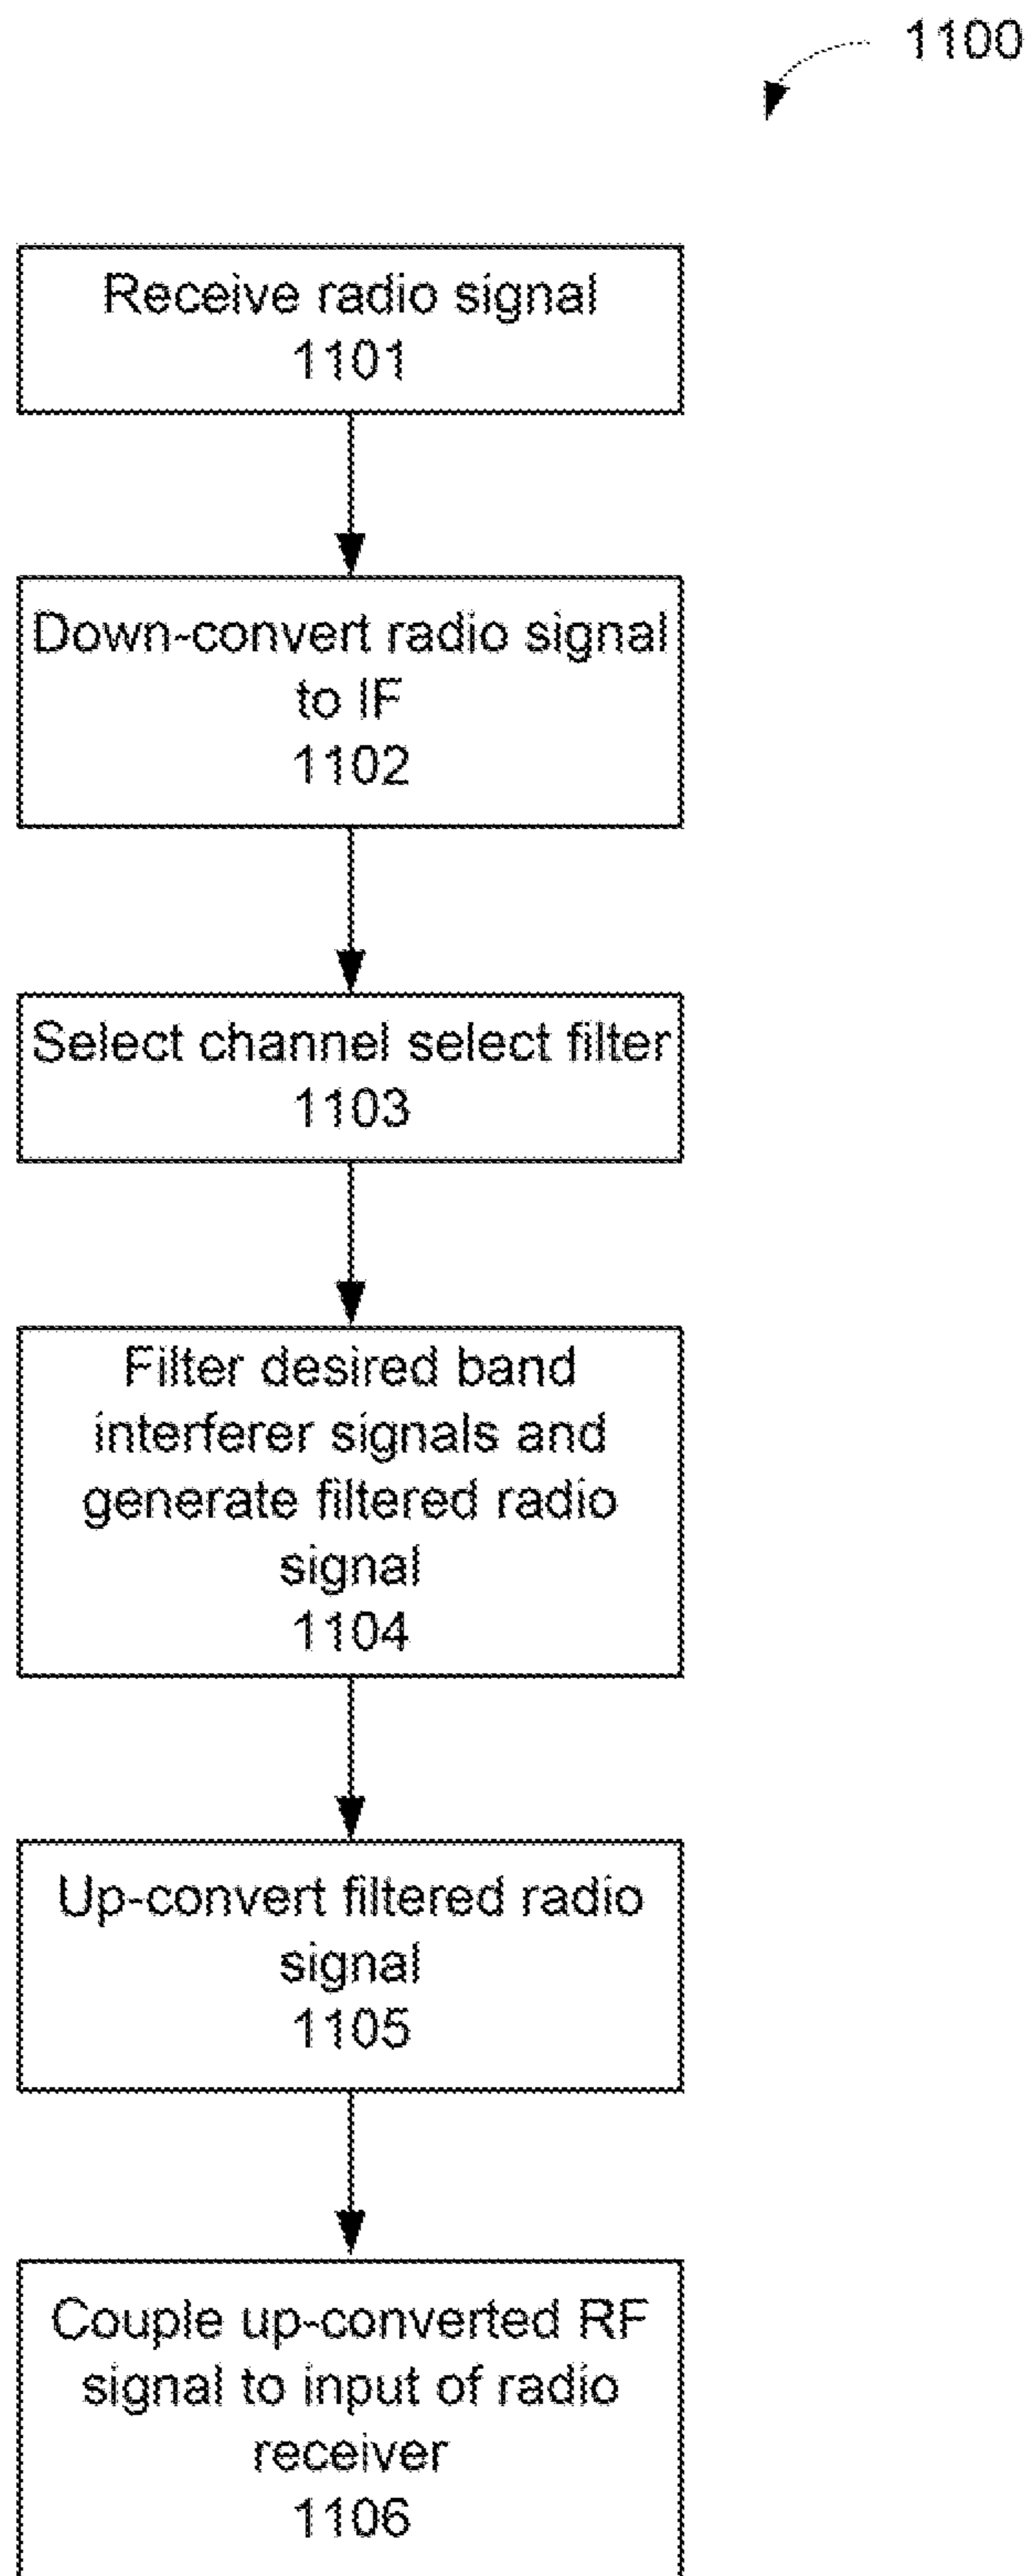 1100
Receive radio signal
1101
Down-convert radio signal
to IF
1102
Select channel select filter
1103
Filter desired band
interferer signals and
generate filtered radio
signal
1104
Up-convert filtered radio
signal
1105
Couple up-converted RF
signal to input of radio
receiver
1106